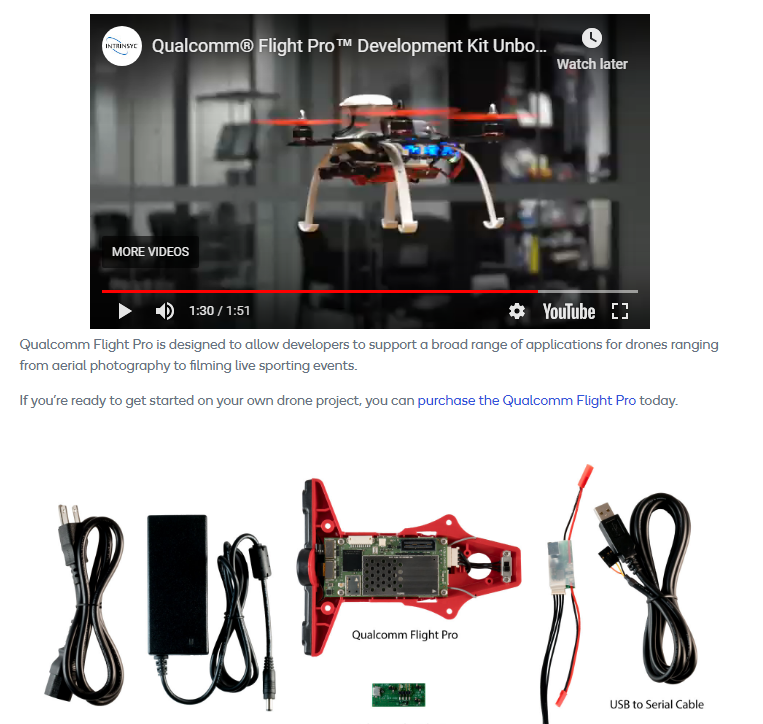 INTRINSYC
Qualcomm® Flight Pro™ Development Kit Unbo...
Watch later
MORE VIDEOS
1:30 / 1:51
YouTube
Qualcomm Flight Pro is designed to allow developers to support a broad range of applications for drones ranging
from aerial photography to filming live sporting events.
If you're ready to get started on your own drone project, you can purchase the Qualcomm Flight Pro today.
Qualcomm Flight Pro
USB to Serial Cable